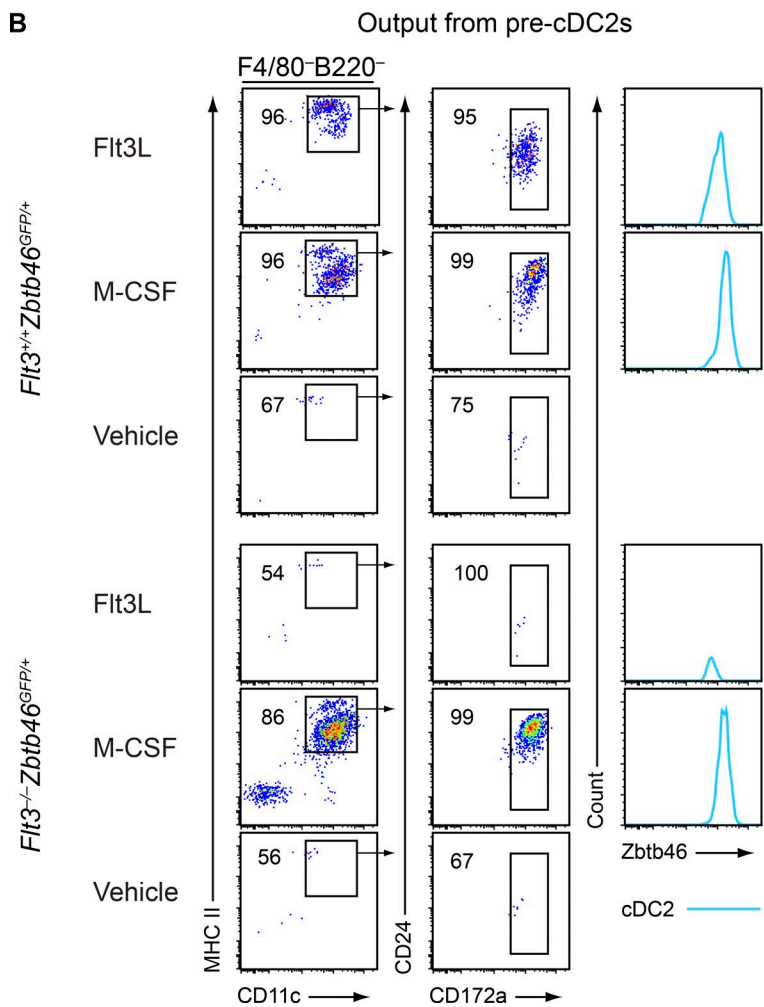 B
Output from pre-cDC2s
F4/80⁻B220⁻
Flt3⁺/⁺Zbtb46ᴳᶠᴾ/⁺
Flt3L
96
95
M-CSF
96
99
Vehicle
67
75
Flt3⁻/⁻Zbtb46ᴳᶠᴾ/⁺
Flt3L
54
100
M-CSF
86
99
Vehicle
56
67
MHC II
CD24
Count
Zbtb46
cDC2
CD11c
CD172a